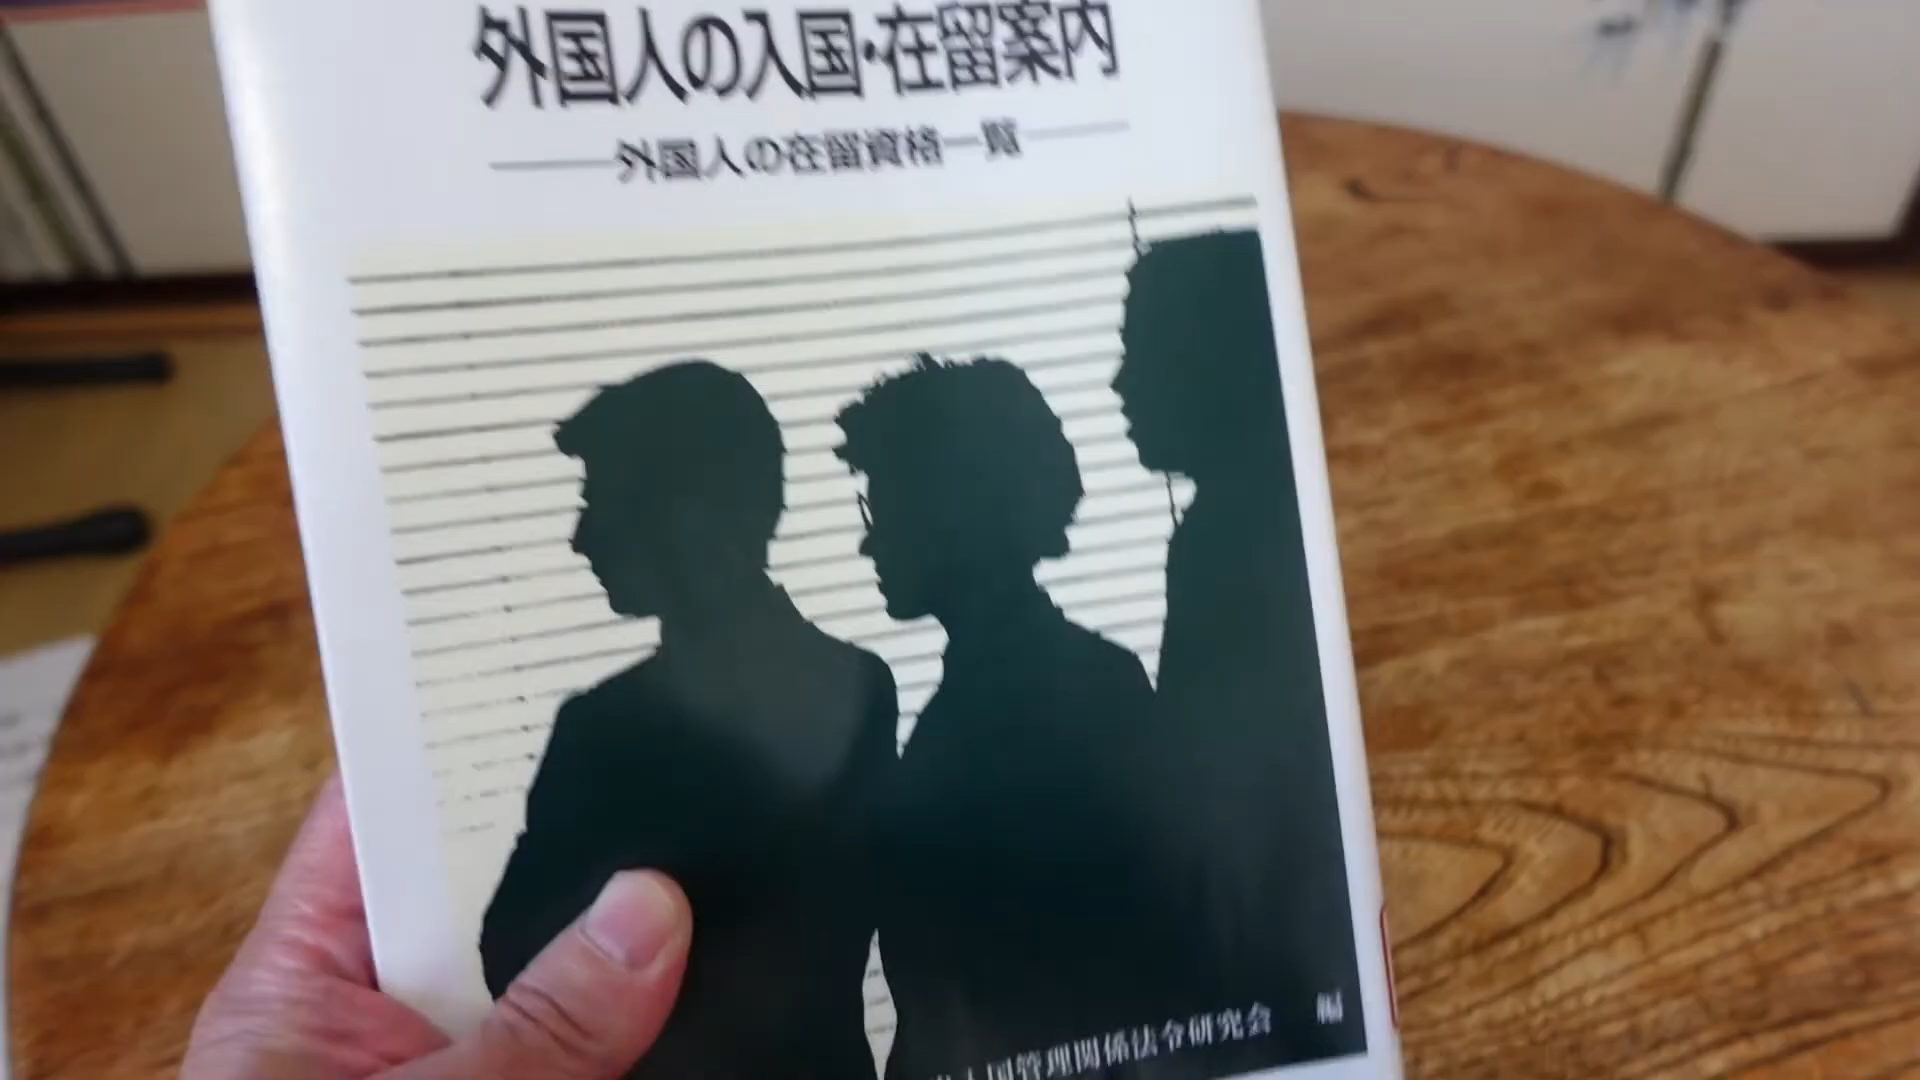 外国人の入国・在留案内
外国人の在留資格一覧
入国管理関係法令研究会 編